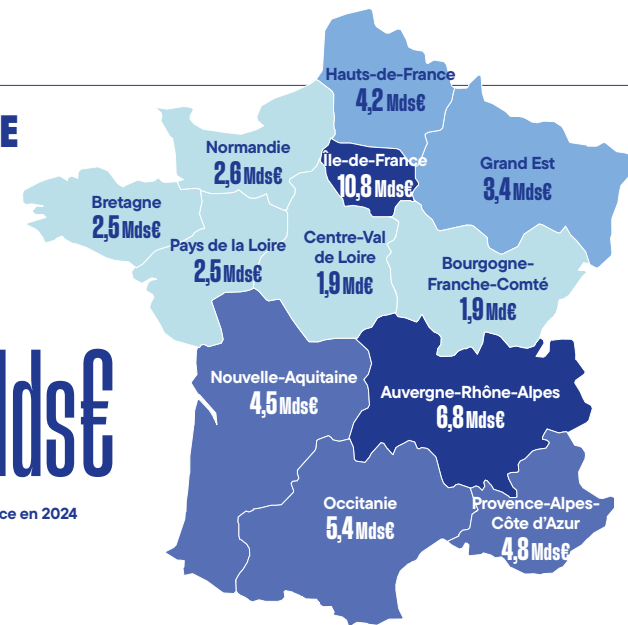 Hauts-de-France
4,2 Mds€
E
Normandie
2,6 Mds€
Île-de-France
10,8 Mds€
Grand Est
3,4 Mds€
Bretagne
2,5 Mds€
Pays de la Loire
2,5 Mds€
Centre-Val
de Loire
1,9 Md€
Bourgogne-
Franche-Comté
1,9 Md€
Nouvelle-Aquitaine
4,5 Mds€
Auvergne-Rhône-Alpes
6,8 Mds€
ds€
Occitanie
5,4 Mds€
Provence-Alpes-
Côte d'Azur
4,8 Mds€
ce en 2024